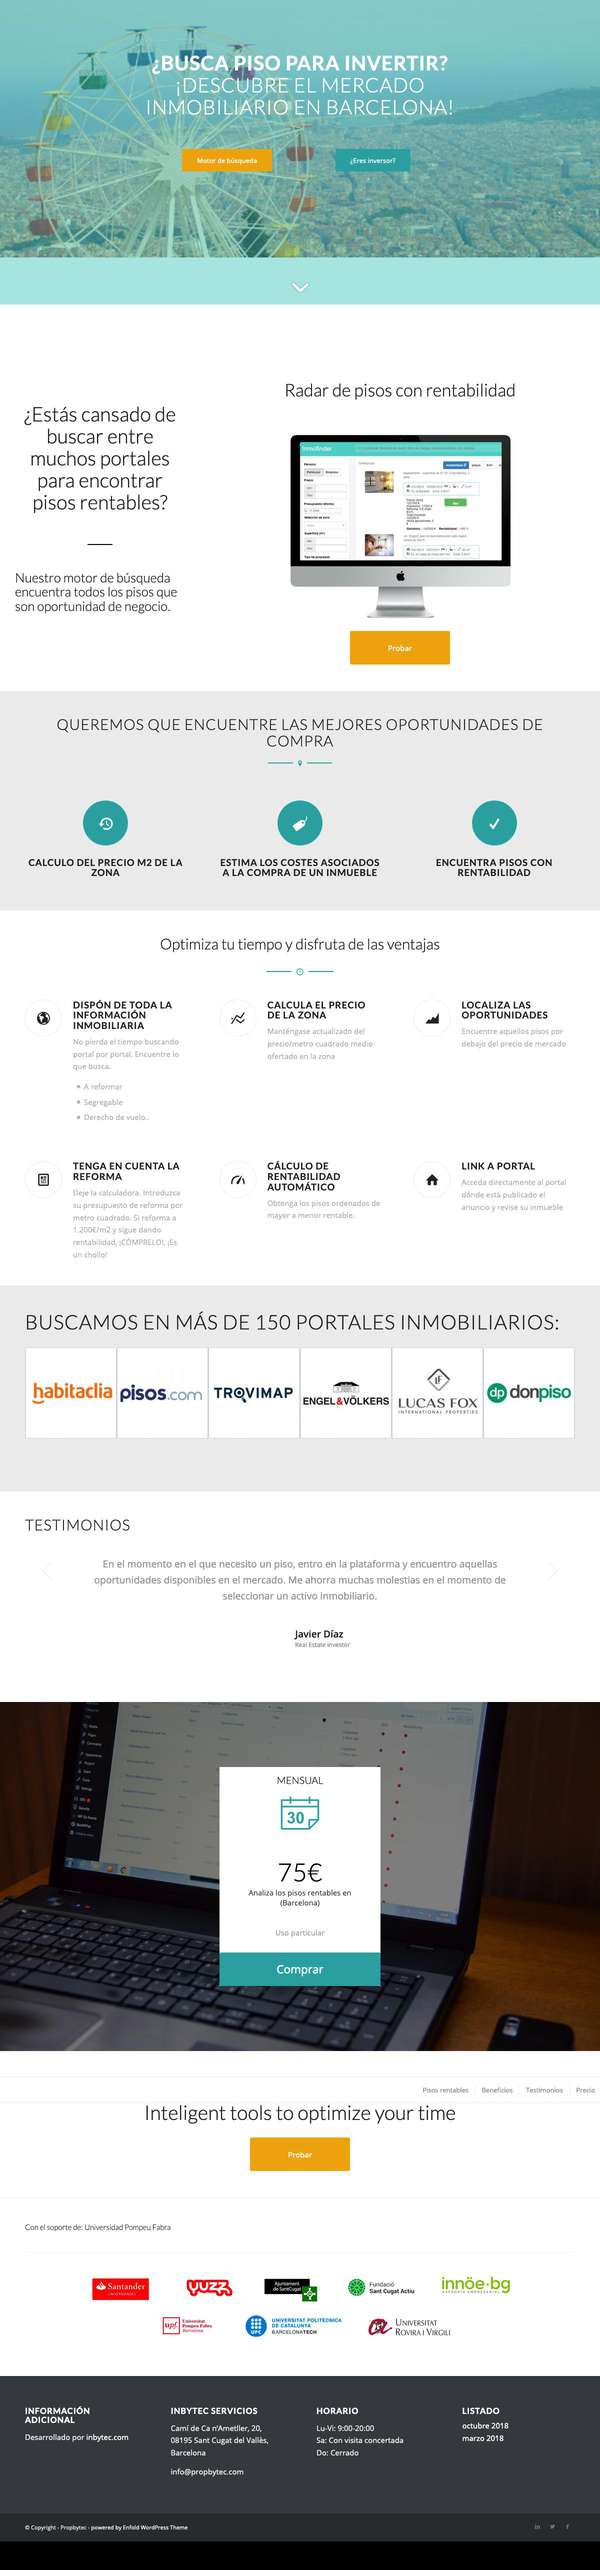 ¿BUSCA PISO PARA INVERTIR?
¡DESCUBRE EL MERCADO
INMOBILIARIO EN BARCELONA!
Motor de búsqueda
¿Eres inversor?
¿Estás cansado de
buscar entre
muchos portales
para encontrar
pisos rentables?
Nuestro motor de búsqueda
encuentra todos los pisos que
son oportunidad de negocio.
Radar de pisos con rentabilidad
Probar
QUEREMOS QUE ENCUENTRE LAS MEJORES OPORTUNIDADES DE
COMPRA
CALCULO DEL PRECIO M2 DE LA
ZONA
ESTIMA LOS COSTES ASOCIADOS
A LA COMPRA DE UN INMUEBLE
ENCUENTRA PISOS CON
RENTABILIDAD
Optimiza tu tiempo y disfruta de las ventajas
DISPÓN DE TODA LA
INFORMACIÓN
INMOBILIARIA
No pierda el tiempo buscando
portal por portal. Encuentre lo
que busca.
A reformar
Segregable
Derecho de vuelo..
CALCULA EL PRECIO
DE LA ZONA
Manténgase actualizado del
precio/metro cuadrado medio
ofertado en la zona
LOCALIZA LAS
OPORTUNIDADES
Encuentre aquellos pisos por
debajo del precio de mercado
TENGA EN CUENTA LA
REFORMA
Deje la calculadora. Introduzca
su presupuesto de reforma por
metro cuadrado. Si reforma a
1.200€/m2 y sigue dando
rentabilidad, ¡CÓMPRELO!, ¡Es
un chollo!
CÁLCULO DE
RENTABILIDAD
AUTOMÁTICO
Obtenga los pisos ordenados de
mayor a menor rentable.
LINK A PORTAL
Acceda directamente al portal
dónde está publicado el
anuncio y revise su inmueble
BUSCAMOS EN MÁS DE 150 PORTALES INMOBILIARIOS:
habitaclia
pisos.com
TROVIMAP
ENGEL&VÖLKERS
LF
LUCAS FOX
INTERNATIONAL PROPERTIES
dp donpiso
TESTIMONIOS
En el momento en el que necesito un piso, entro en la plataforma y encuentro aquellas
oportunidades disponibles en el mercado. Me ahorra muchas molestias en el momento de
seleccionar un activo inmobiliario.
Javier Díaz
Real Estate Investor
MENSUAL
30
75€
Analiza los pisos rentables en
(Barcelona)
Uso particular
Comprar
Pisos rentables
Beneficios
Testimonios
Precio
Inteligent tools to optimize your time
Probar
Con el soporte de: Universidad Pompeu Fabra
Santander
UNIVERSIDADES
YUZZ
Ajuntament
de SantCugat
Fundació
Sant Cugat Actiu
innöe·bg
ASESORÍA EMPRESARIAL
upf.
Universitat
Pompeu Fabra
Barcelona
UPC
UNIVERSITAT POLITÈCNICA
DE CATALUNYA
BARCELONATECH
UNIVERSITAT
ROVIRA I VIRGILI
INFORMACIÓN
ADICIONAL
Desarrollado por inbytec.com
INBYTEC SERVICIOS
Camí de Ca n'Ametller, 20,
08195 Sant Cugat del Vallès,
Barcelona
info@propbytec.com
HORARIO
Lu-Vi: 9:00-20:00
Sa: Con visita concertada
Do: Cerrado
LISTADO
octubre 2018
marzo 2018
© Copyright - Propbytec - powered by Enfold WordPress Theme